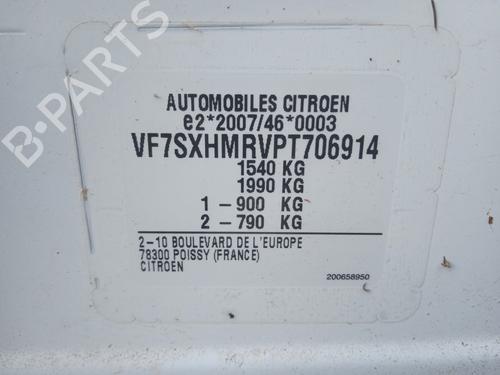 B-PARTS
AUTOMOBILES CITROEN
e2*2007/46*0003
VF7SXHMRVPT706914
1540 KG
1990 KG
1 - 900 KG
2 - 790 KG
2-10 BOULEVARD DE L'EUROPE
78300 POISSY (FRANCE)
CITROEN
200658950